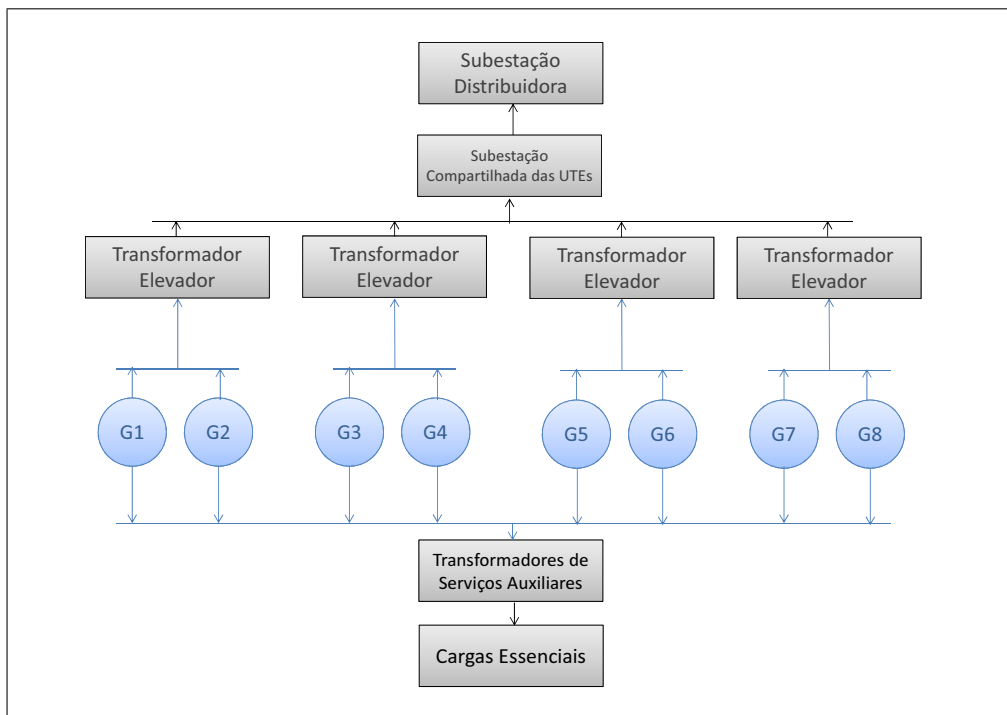 Subestação
Distribuidora
Subestação
Compartilhada das UTEs
Transformador
Elevador
Transformador
Elevador
Transformador
Elevador
Transformador
Elevador
G1
G2
G3
G4
G5
G6
G7
G8
Transformadores de
Serviços Auxiliares
Cargas Essenciais